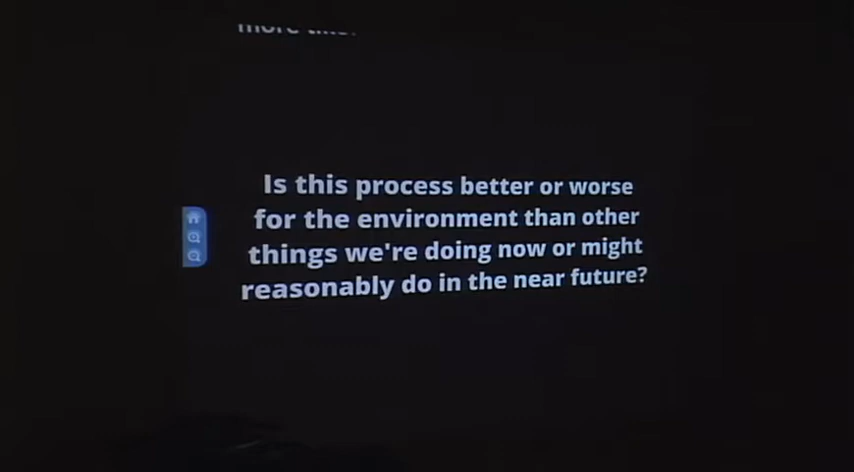 Is this process better or worse
for the environment than other
things we're doing now or might
reasonably do in the near future?